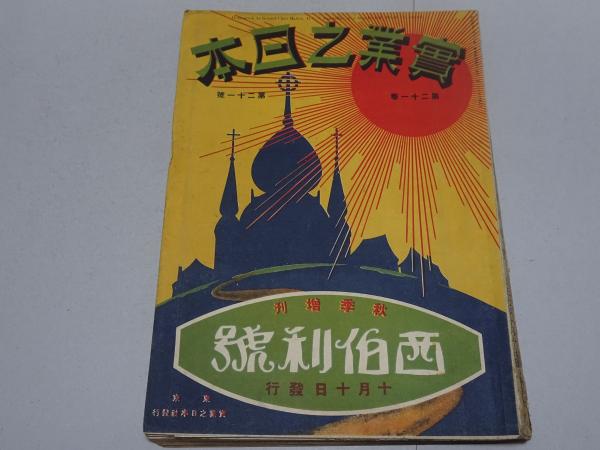 實業之日本
第二十一卷
第二十一號
秋季增刊
西伯利號
十月十日發行
東京
實業之日本社發行